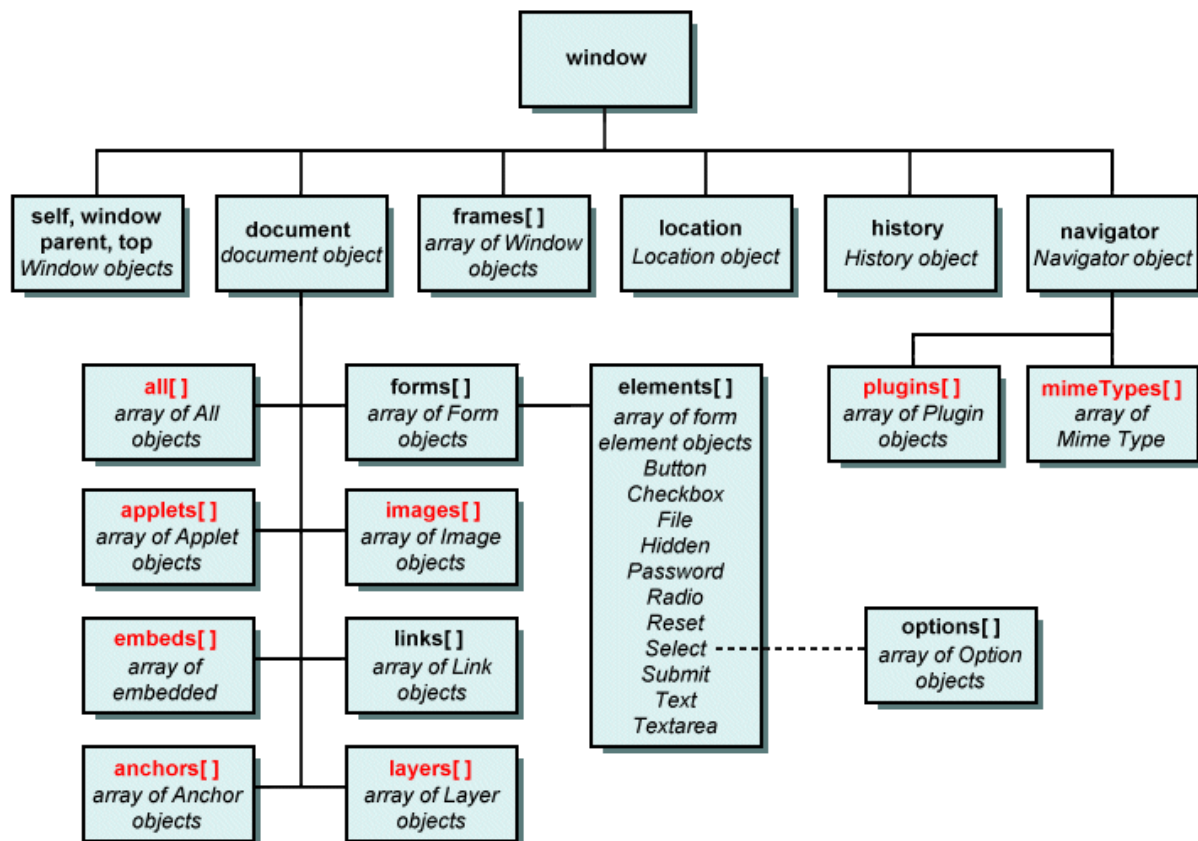 window
self, window
parent, top
Window objects
document
document object
frames[ ]
array of Window
objects
location
Location object
history
History object
navigator
Navigator object
all[ ]
array of All
objects
forms[ ]
array of Form
objects
elements[ ]
array of form
element objects
Button
Checkbox
File
Hidden
Password
Radio
Reset
Select
Submit
Text
Textarea
plugins[ ]
array of Plugin
objects
mimeTypes[ ]
array of
Mime Type
applets[ ]
array of Applet
objects
images[ ]
array of Image
objects
embeds[ ]
array of
embedded
links[ ]
array of Link
objects
options[ ]
array of Option
objects
anchors[ ]
array of Anchor
objects
layers[ ]
array of Layer
objects